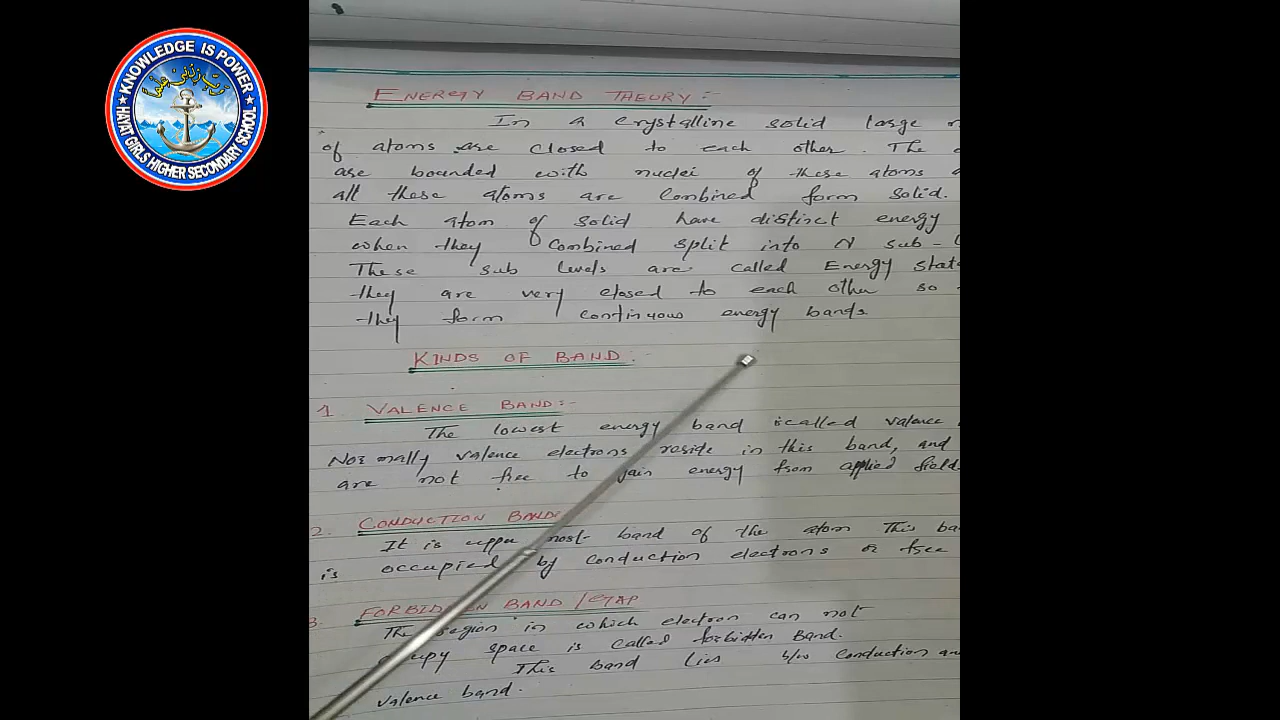 KNOWLEDGE IS POWER
HAYAT GIRLS HIGHER SECONDARY SCHOOL
ENERGY BAND THEORY:-
In a crystalline solid large
of atoms are closed to each other. The
are bounded with nuclei of these atoms
all these atoms are combined form solid.
Each atom of solid have distinct energy
when they combined split into N sub-
These sub levels are called Energy stat
they are very closed to each other so
they form continuous energy bands.
KINDS OF BAND:-
1. VALENCE BAND:-
The lowest energy band is called valence
Normally valence electrons reside in this band, and
are not free to gain energy from applied field
2. CONDUCTION BAND:
It is upper most band of the atom This ba
is occupied by conduction electrons or free
3. FORBIDDEN BAND/GAP
The region in which electron can not
occupy space is called forbidden Band.
This band lies b/w conduction an
valence band.